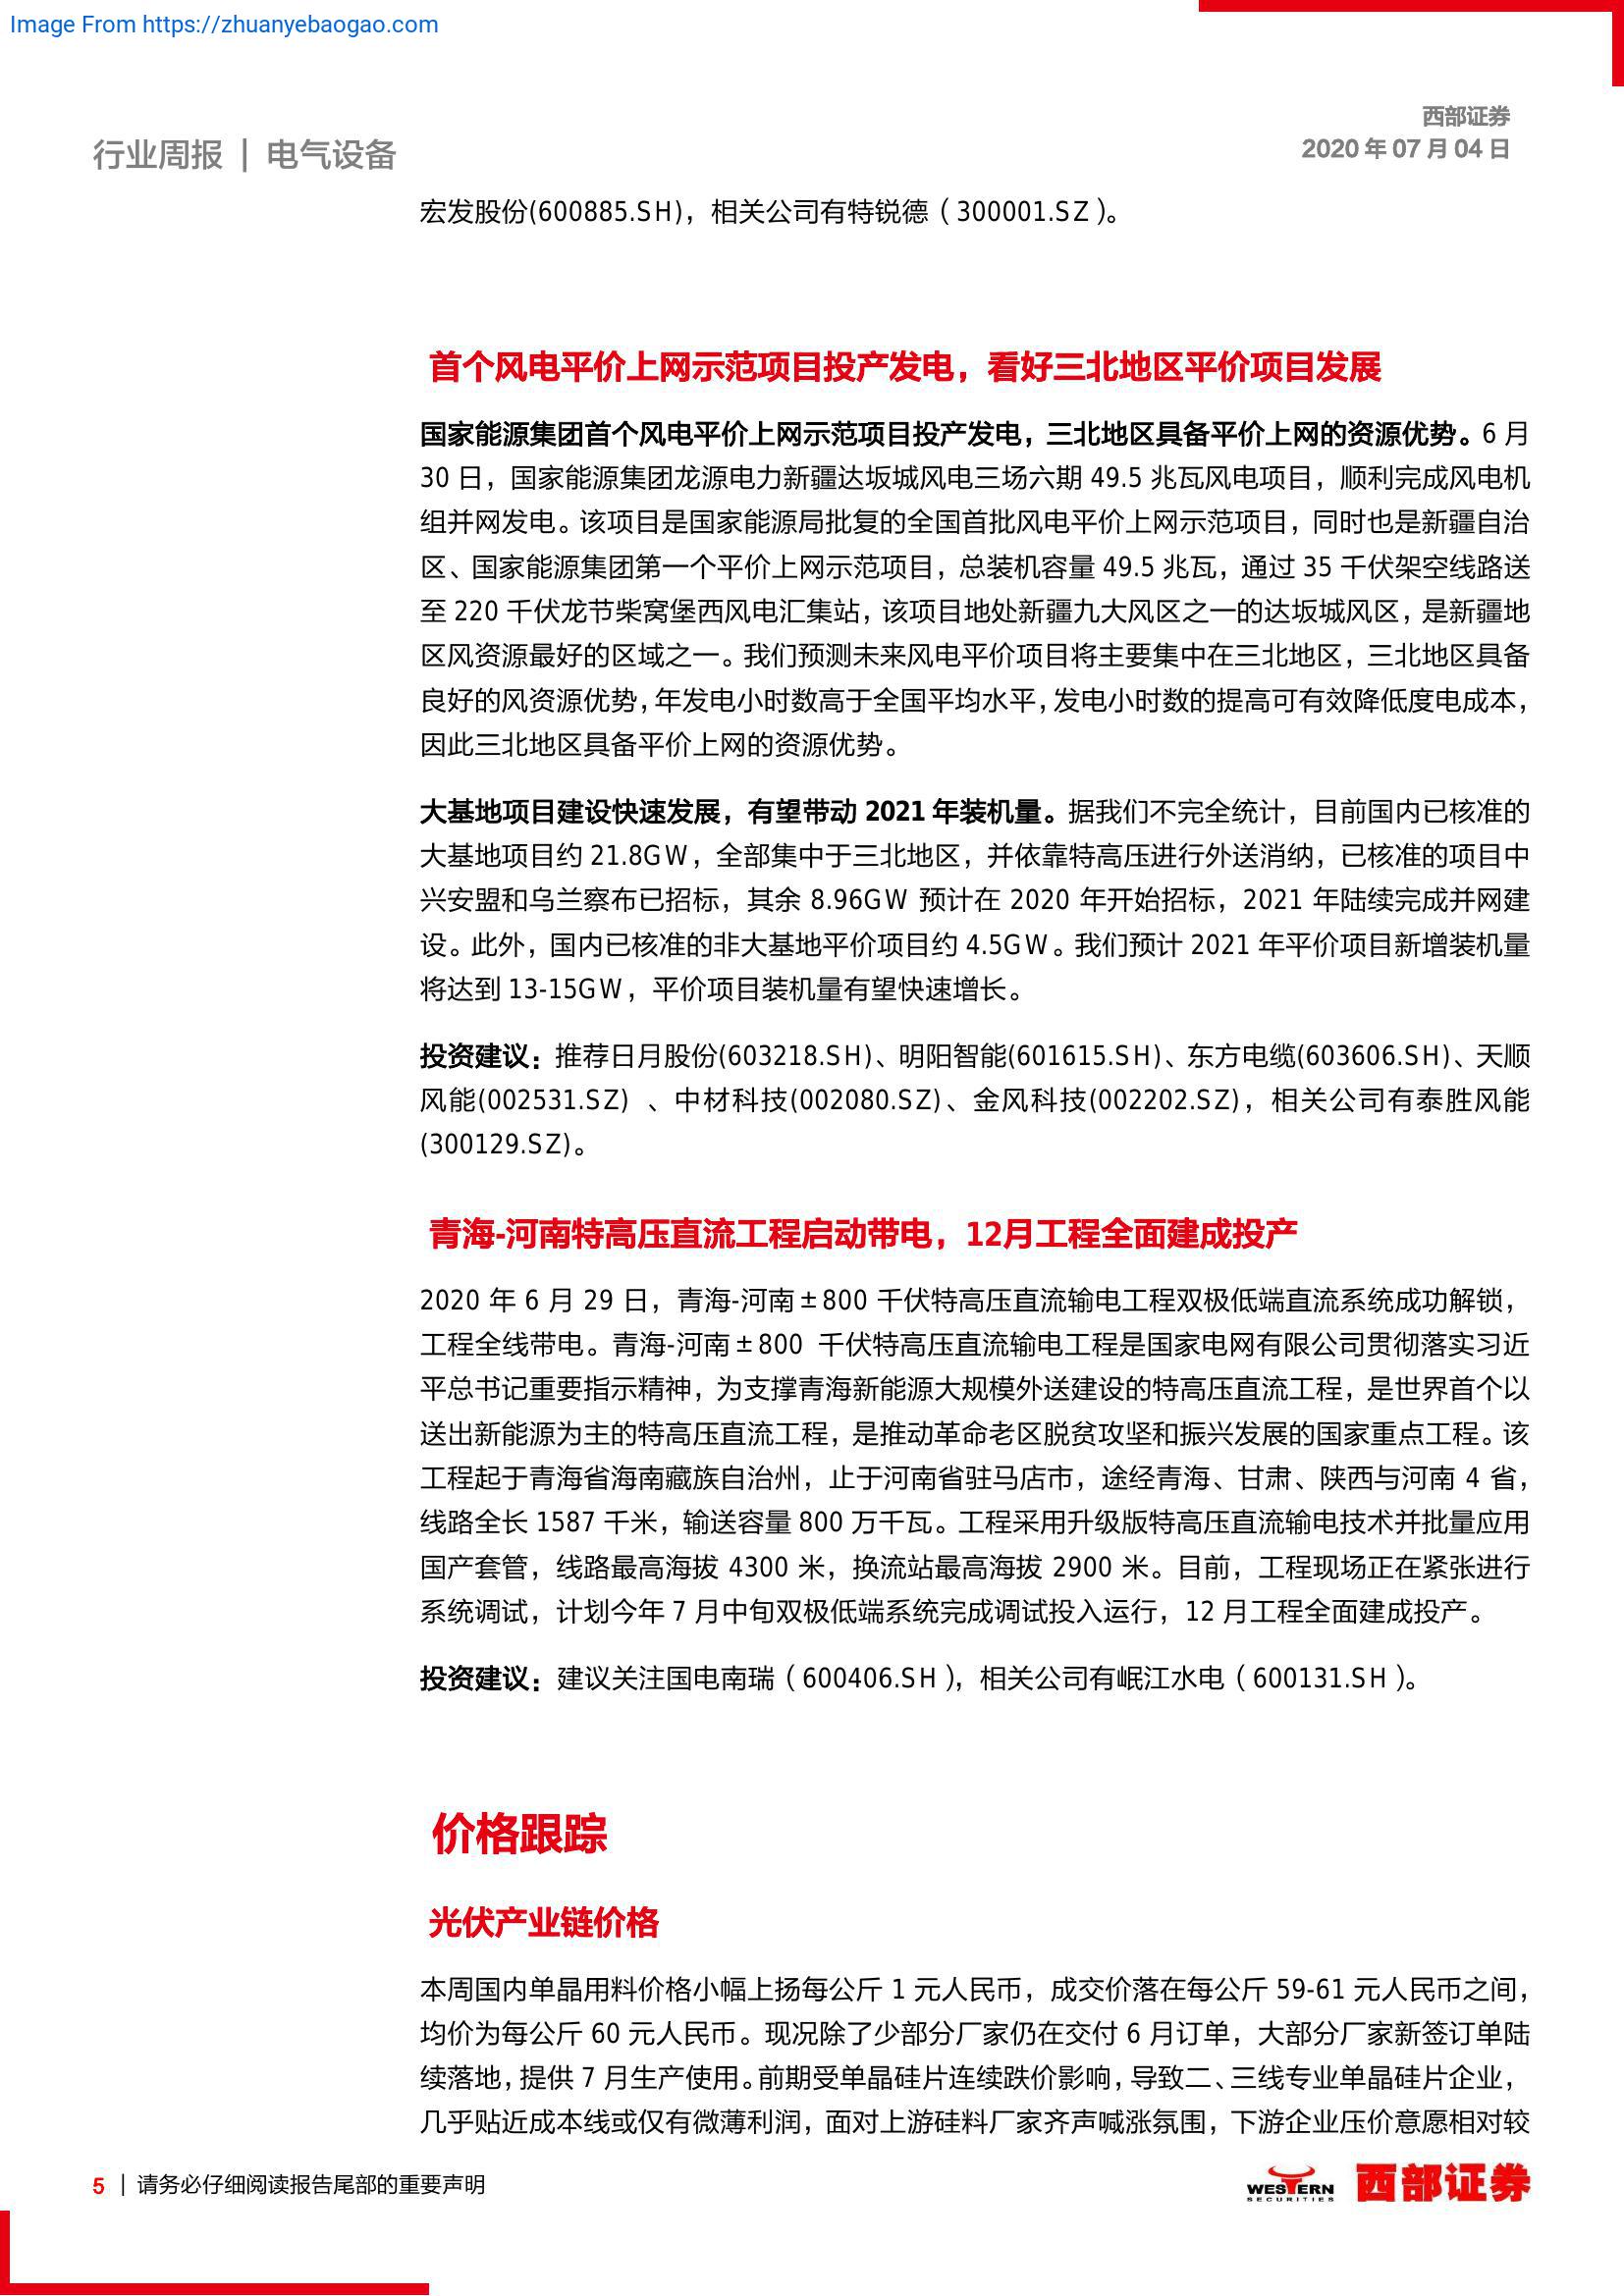 Image From https://zhuanyebaogao.com
西部证券
2020 年 07 月 04 日
行业周报 | 电气设备
宏发股份(600885.SH)，相关公司有特锐德（300001.SZ）。
首个风电平价上网示范项目投产发电，看好三北地区平价项目发展
国家能源集团首个风电平价上网示范项目投产发电，三北地区具备平价上网的资源优势。6 月
30 日，国家能源集团龙源电力新疆达坂城风电三场六期 49.5 兆瓦风电项目，顺利完成风电机
组并网发电。该项目是国家能源局批复的全国首批风电平价上网示范项目，同时也是新疆自治
区、国家能源集团第一个平价上网示范项目，总装机容量 49.5 兆瓦，通过 35 千伏架空线路送
至 220 千伏龙节柴窝堡西风电汇集站，该项目地处新疆九大风区之一的达坂城风区，是新疆地
区风资源最好的区域之一。我们预测未来风电平价项目将主要集中在三北地区，三北地区具备
良好的风资源优势，年发电小时数高于全国平均水平，发电小时数的提高可有效降低度电成本，
因此三北地区具备平价上网的资源优势。
大基地项目建设快速发展，有望带动 2021 年装机量。据我们不完全统计，目前国内已核准的
大基地项目约 21.8GW，全部集中于三北地区，并依靠特高压进行外送消纳，已核准的项目中
兴安盟和乌兰察布已招标，其余 8.96GW 预计在 2020 年开始招标，2021 年陆续完成并网建
设。此外，国内已核准的非大基地平价项目约 4.5GW。我们预计 2021 年平价项目新增装机量
将达到 13-15GW，平价项目装机量有望快速增长。
投资建议：推荐日月股份(603218.SH)、明阳智能(601615.SH)、东方电缆(603606.SH)、天顺
风能(002531.SZ) 、中材科技(002080.SZ)、金风科技(002202.SZ)，相关公司有泰胜风能
(300129.SZ)。
青海-河南特高压直流工程启动带电，12月工程全面建成投产
2020 年 6 月 29 日，青海-河南±800 千伏特高压直流输电工程双极低端直流系统成功解锁，
工程全线带电。青海-河南±800 千伏特高压直流输电工程是国家电网有限公司贯彻落实习近
平总书记重要指示精神，为支撑青海新能源大规模外送建设的特高压直流工程，是世界首个以
送出新能源为主的特高压直流工程，是推动革命老区脱贫攻坚和振兴发展的国家重点工程。该
工程起于青海省海南藏族自治州，止于河南省驻马店市，途经青海、甘肃、陕西与河南 4 省，
线路全长 1587 千米，输送容量 800 万千瓦。工程采用升级版特高压直流输电技术并批量应用
国产套管，线路最高海拔 4300 米，换流站最高海拔 2900 米。目前，工程现场正在紧张进行
系统调试，计划今年 7 月中旬双极低端系统完成调试投入运行，12 月工程全面建成投产。
投资建议：建议关注国电南瑞（600406.SH），相关公司有岷江水电（600131.SH）。
价格跟踪
光伏产业链价格
本周国内单晶用料价格小幅上扬每公斤 1 元人民币，成交价落在每公斤 59-61 元人民币之间，
均价为每公斤 60 元人民币。现况除了少部分厂家仍在交付 6 月订单，大部分厂家新签订单陆
续落地，提供 7 月生产使用。前期受单晶硅片连续跌价影响，导致二、三线专业单晶硅片企业，
几乎贴近成本线或仅有微薄利润，面对上游硅料厂家齐声喊涨氛围，下游企业压价意愿相对较
5 | 请务必仔细阅读报告尾部的重要声明
WESTERN
SECURITIES
西部证券